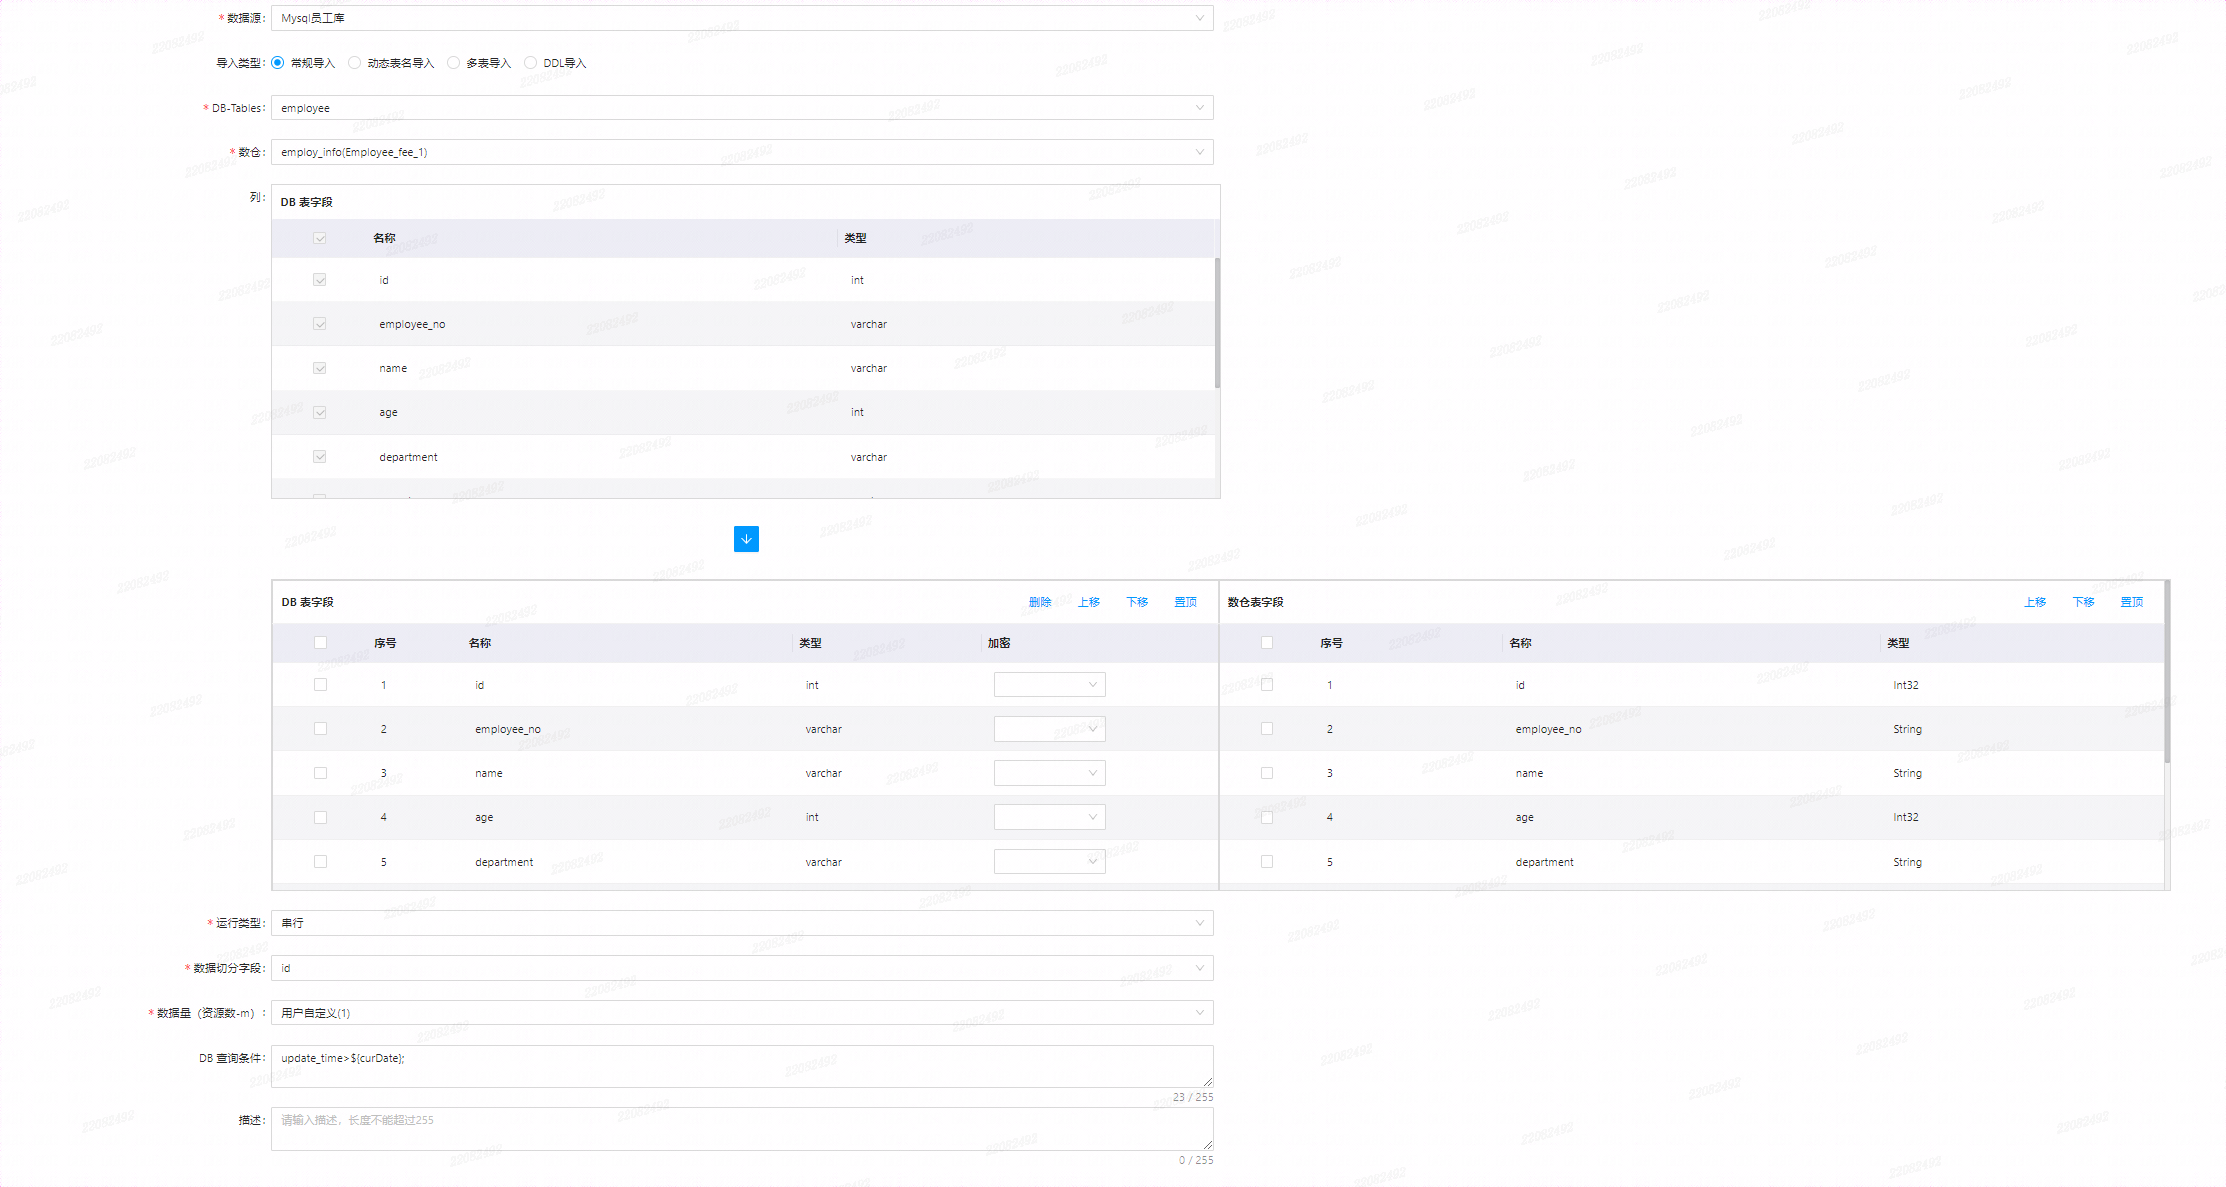 * 数据源: Mysql员工库
导入类型: 常规导入 动态表名导入 多表导入 DDL导入
* DB-Tables: employee
* 数仓: employ_info(Employee_fee_1)
列: DB 表字段
名称 类型
id int
employee_no varchar
name varchar
age int
department varchar
DB 表字段 删除 上移 下移 置顶 数仓表字段 上移 下移 置顶
序号 名称 类型 加密 序号 名称 类型
1 id int 1 id Int32
2 employee_no varchar 2 employee_no String
3 name varchar 3 name String
4 age int 4 age Int32
5 department varchar 5 department String
* 运行类型: 串行
* 数据切分字段: id
* 数据量（资源数-m）: 用户自定义(1)
DB 查询条件: update_time>${curDate};
23 / 255
描述: 请输入描述，长度不能超过255
0 / 255
22082492